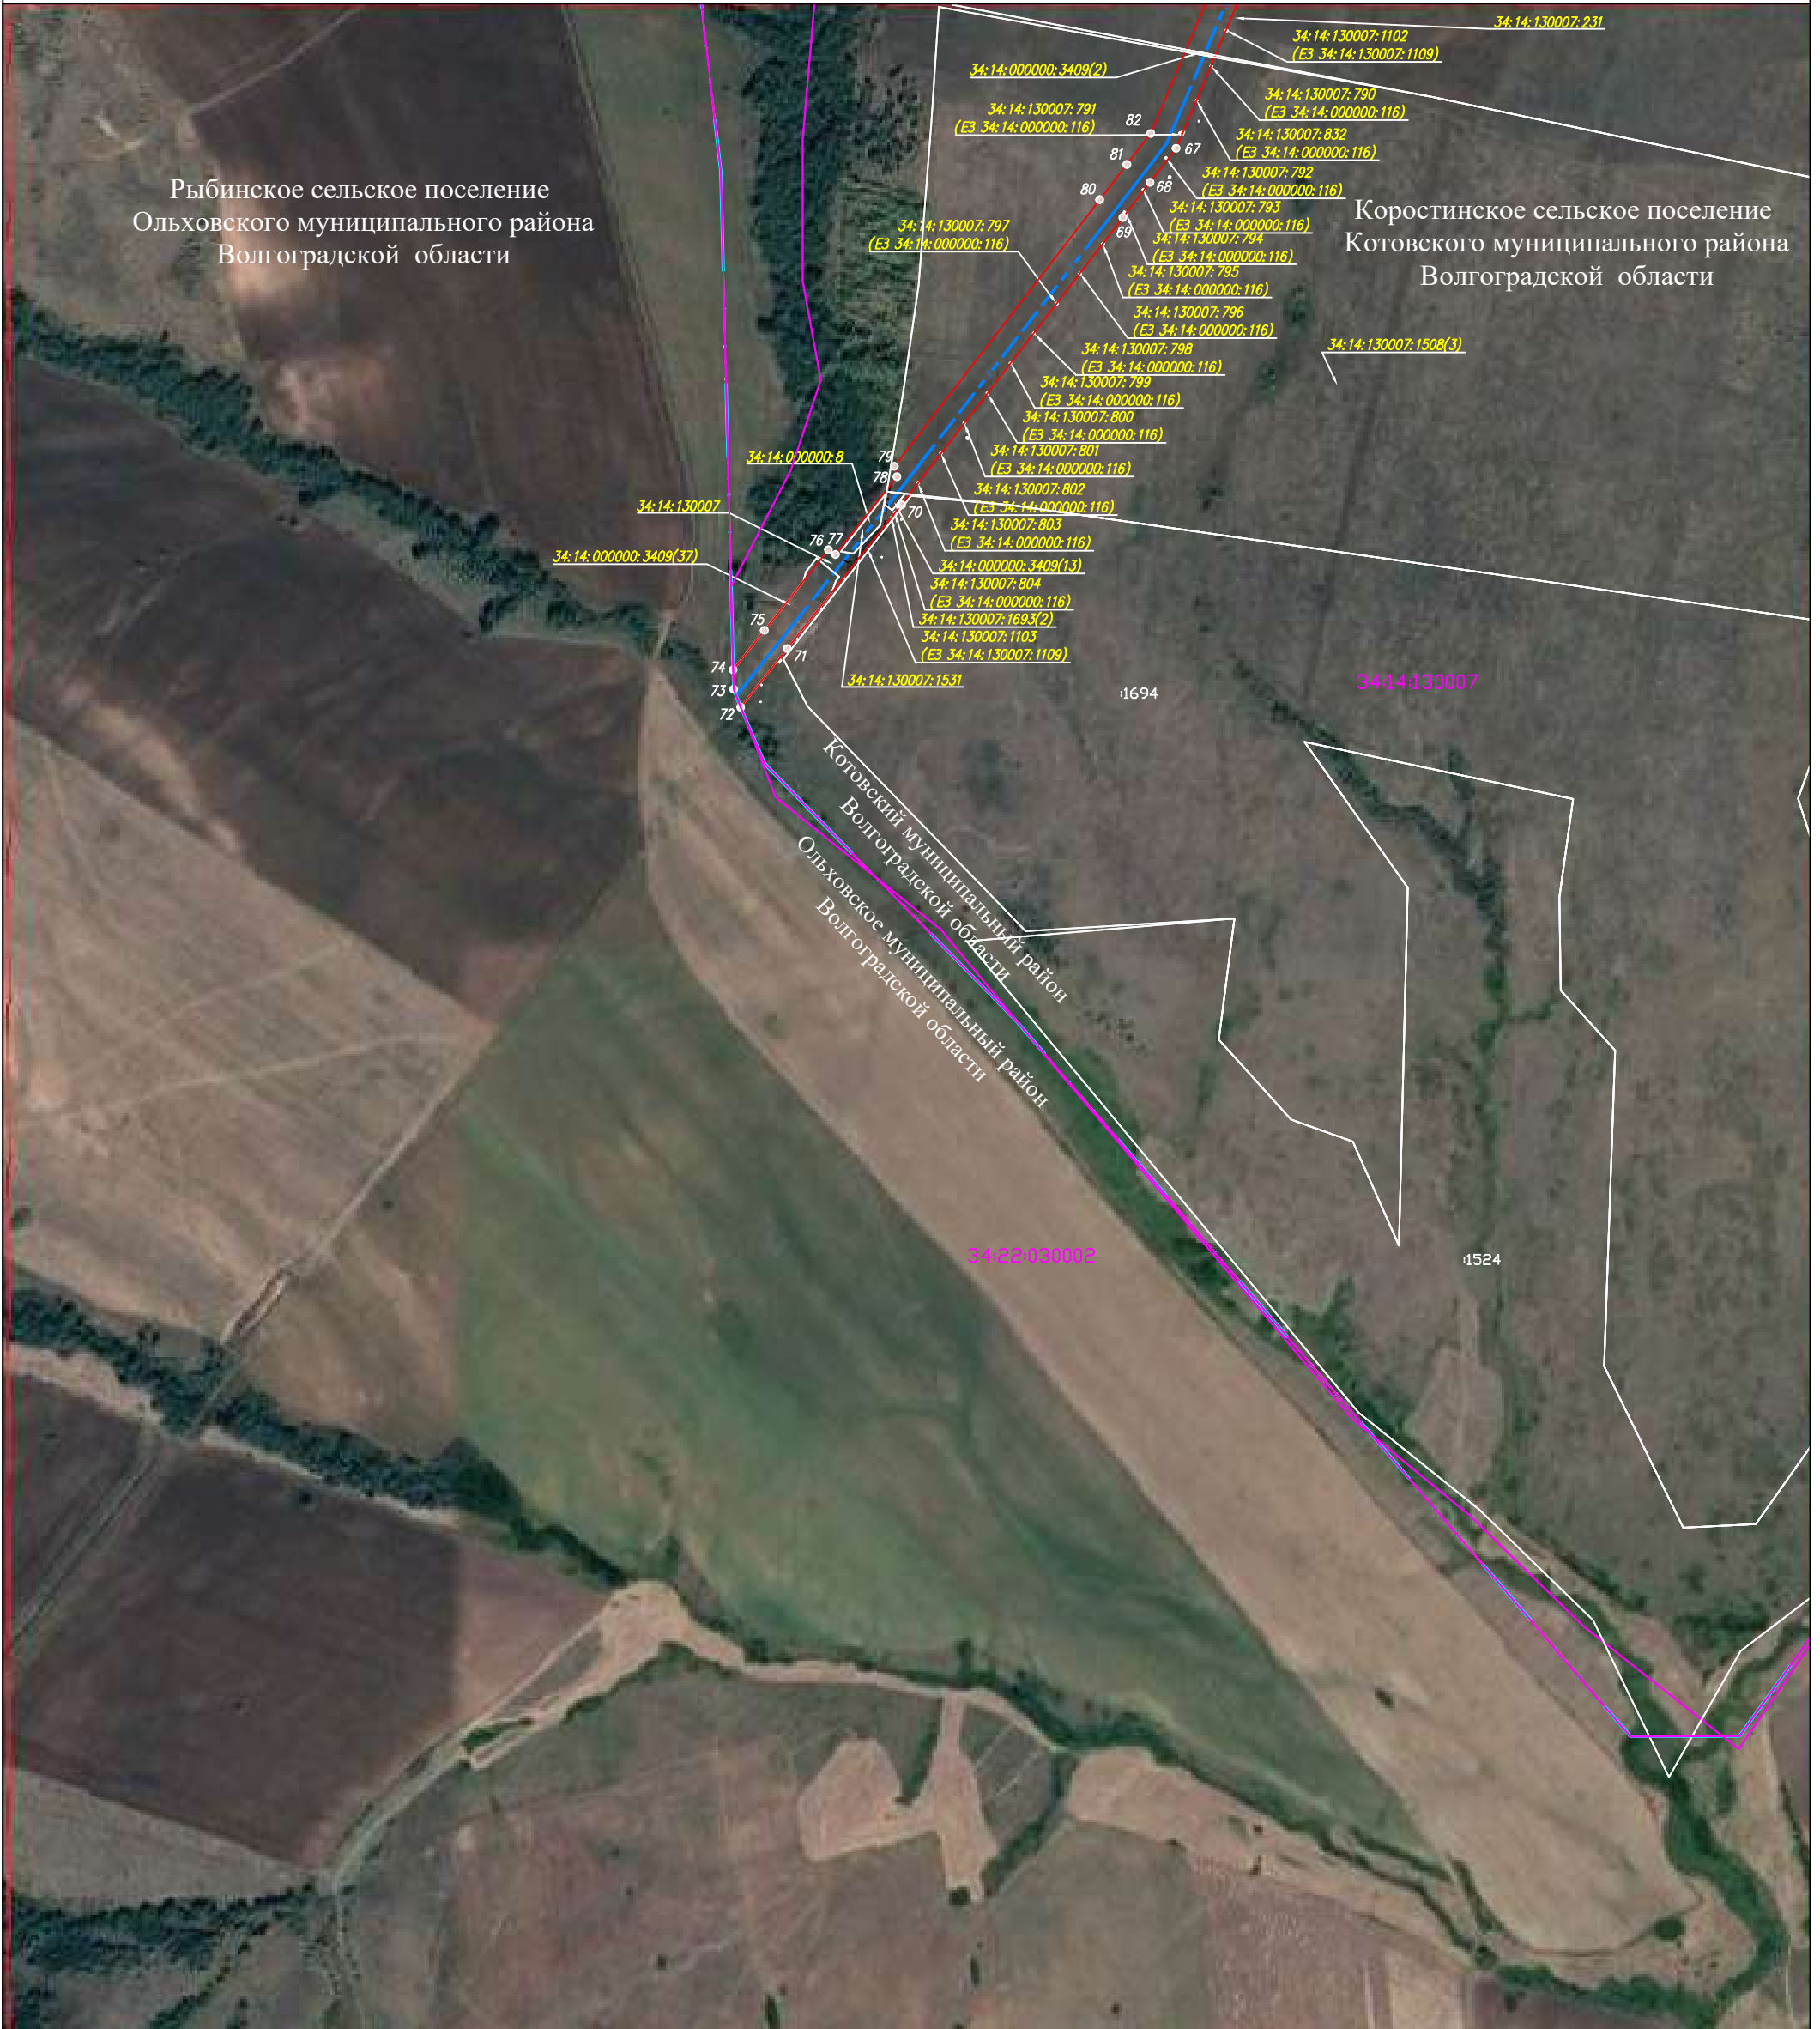 34:14:130007:231
34:14:130007:1102
(ЕЗ 34:14:130007:1109)
34:14:000000:3409(2)
34:14:130007:790
(ЕЗ 34:14:000000:116)
34:14:130007:791
(ЕЗ 34:14:000000:116)
82
34:14:130007:832
(ЕЗ 34:14:000000:116)
67
81
34:14:130007:792
(ЕЗ 34:14:000000:116)
68
80
34:14:130007:793
(ЕЗ 34:14:000000:116)
69
Рыбинское сельское поселение
Ольховского муниципального района
Волгоградской области
Коростинское сельское поселение
Котовского муниципального района
Волгоградской области
34:14:130007:797
(ЕЗ 34:14:000000:116)
34:14:130007:794
(ЕЗ 34:14:000000:116)
34:14:130007:795
(ЕЗ 34:14:000000:116)
34:14:130007:796
(ЕЗ 34:14:000000:116)
34:14:130007:1508(3)
34:14:130007:798
(ЕЗ 34:14:000000:116)
34:14:130007:799
(ЕЗ 34:14:000000:116)
34:14:130007:800
(ЕЗ 34:14:000000:116)
34:14:000000:8
79
78
34:14:130007:801
(ЕЗ 34:14:000000:116)
34:14:130007:802
(ЕЗ 34:14:000000:116)
34:14:130007
70
34:14:130007:803
(ЕЗ 34:14:000000:116)
76
77
34:14:000000:3409(37)
34:14:000000:3409(13)
34:14:130007:804
(ЕЗ 34:14:000000:116)
34:14:130007:1693(2)
75
34:14:130007:1103
(ЕЗ 34:14:130007:1109)
71
74
34:14:130007:1531
73
72
:1694
34:14:130007
Котовский муниципальный район
Волгоградской области
Ольховское муниципальный район
Волгоградской области
34:22:030002
:1524